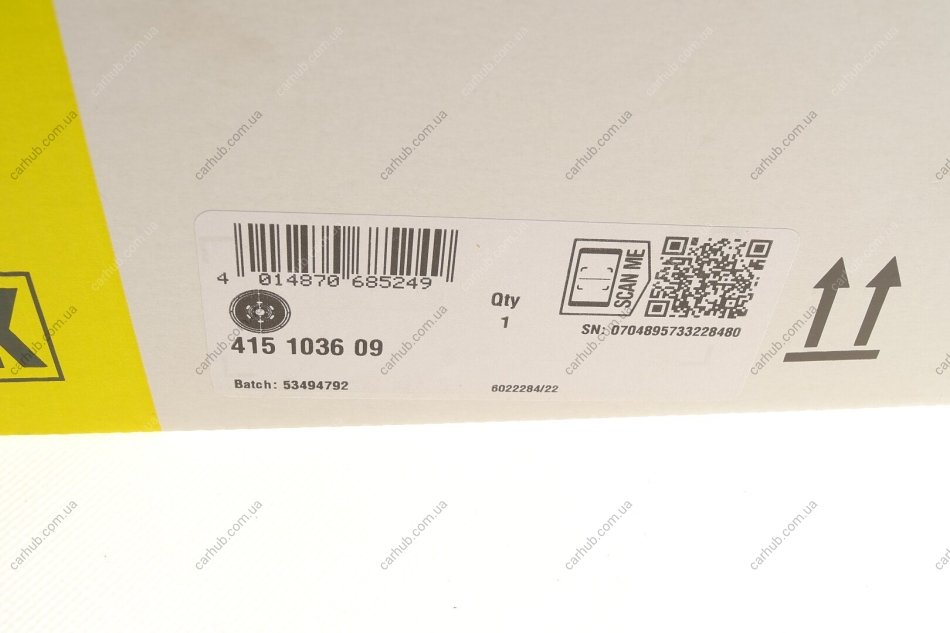 4 014870 685249
415 1036 09
Batch: 53494792
Qty
1
6022284/22
SCAN ME
SN: 0704895733228480
K
carhub.com.ua